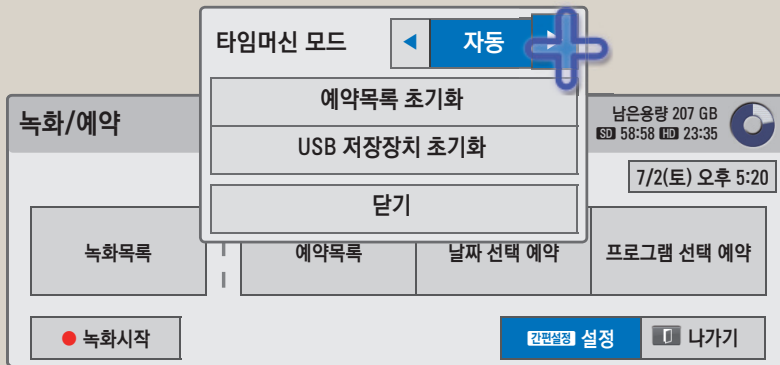 타임머신 모드 ◀ 자동 ▶
예약목록 초기화
USB 저장장치 초기화
닫기
녹화/예약
남은용량 207 GB
SD 58:58 HD 23:35
7/2(토) 오후 5:20
녹화목록 예약목록 날짜 선택 예약 프로그램 선택 예약
녹화시작 간편설정 설정 나가기